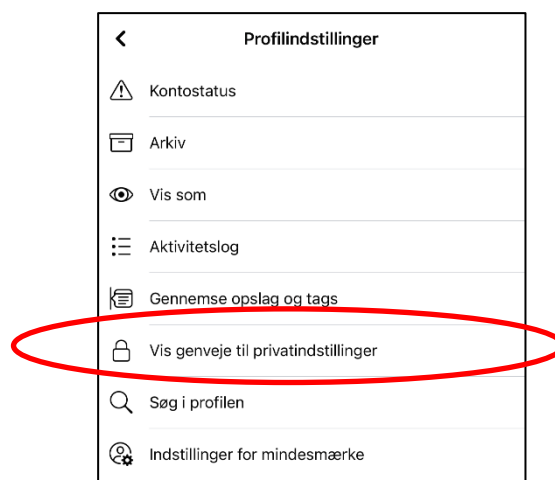 Profilindstillinger
Kontostatus
Arkiv
Vis som
Aktivitetslog
Gennemse opslag og tags
Vis genveje til privatindstillinger
Søg i profilen
Indstillinger for mindesmærke